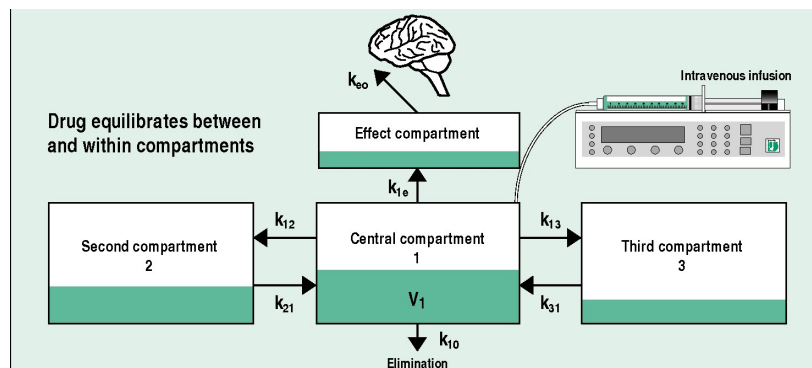 k₁ₑ
Intravenous infusion
kₑₒ
Drug equilibrates between
and within compartments
Effect compartment
k₁₂
k₁₃
Second compartment
2
Central compartment
1
Third compartment
3
k₂₁
V₁
k₃₁
k₁₀
Elimination